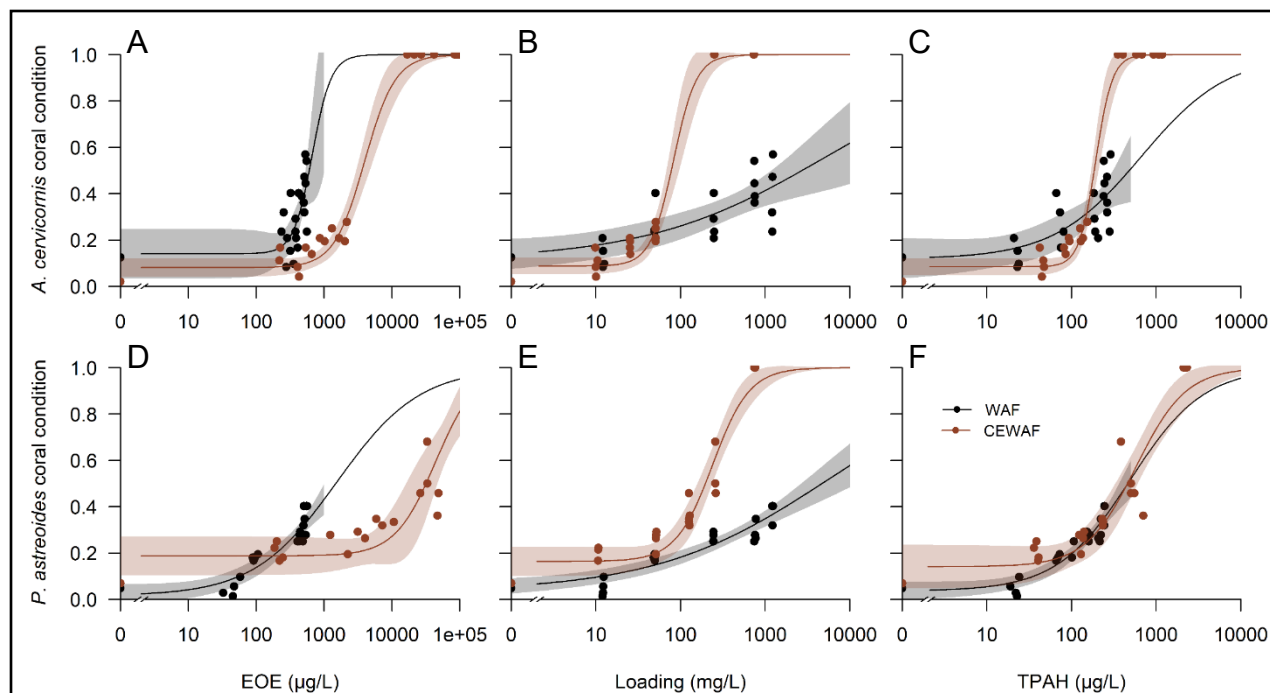 A B C
A. cervicornis coral condition
1.0
0.8
0.6
0.4
0.2
0.0
0 10 100 1000 10000 1e+05
0 10 100 1000 10000
0 10 100 1000 10000
D E F
P. astreoides coral condition
1.0
0.8
0.6
0.4
0.2
0.0
WAF
CEWAF
0 10 100 1000 10000 1e+05
0 10 100 1000 10000
0 10 100 1000 10000
EOE (µg/L) Loading (mg/L) TPAH (µg/L)